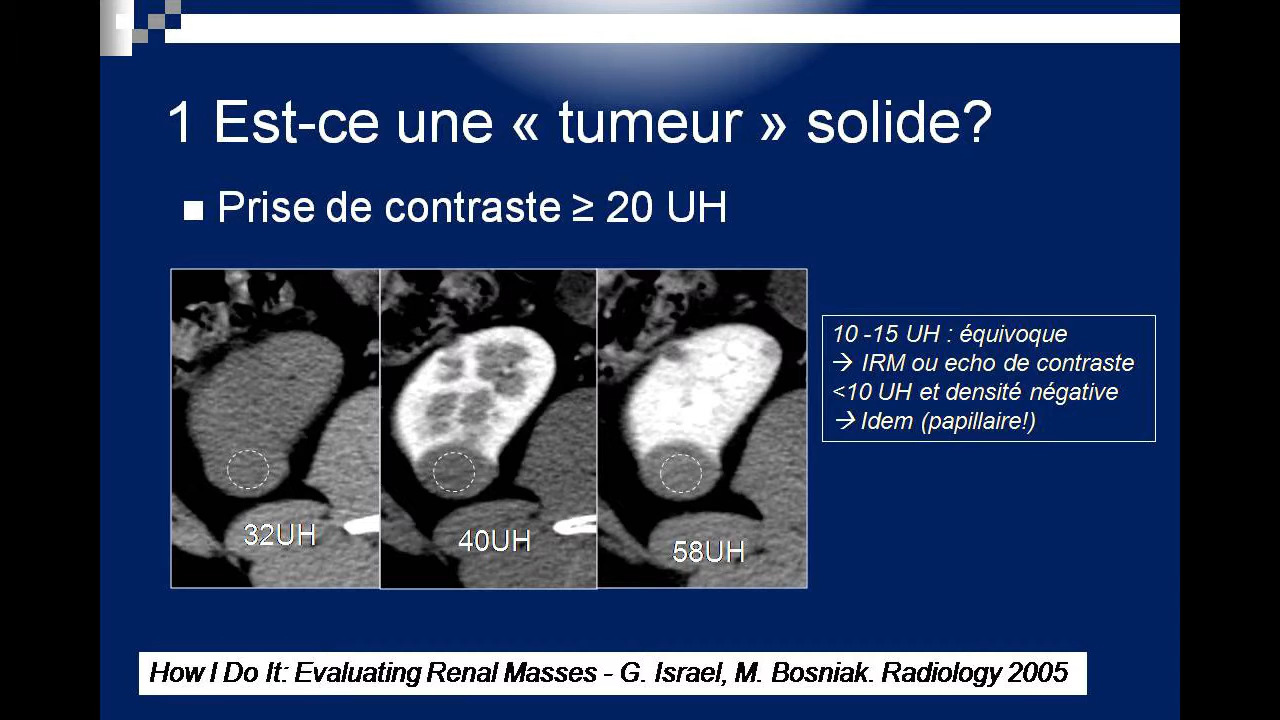 1 Est-ce une « tumeur » solide?
Prise de contraste ≥ 20 UH
10 -15 UH : équivoque
→ IRM ou echo de contraste
<10 UH et densité négative
→ Idem (papillaire!)
32UH
40UH
58UH
How I Do It: Evaluating Renal Masses - G. Israel, M. Bosniak. Radiology 2005